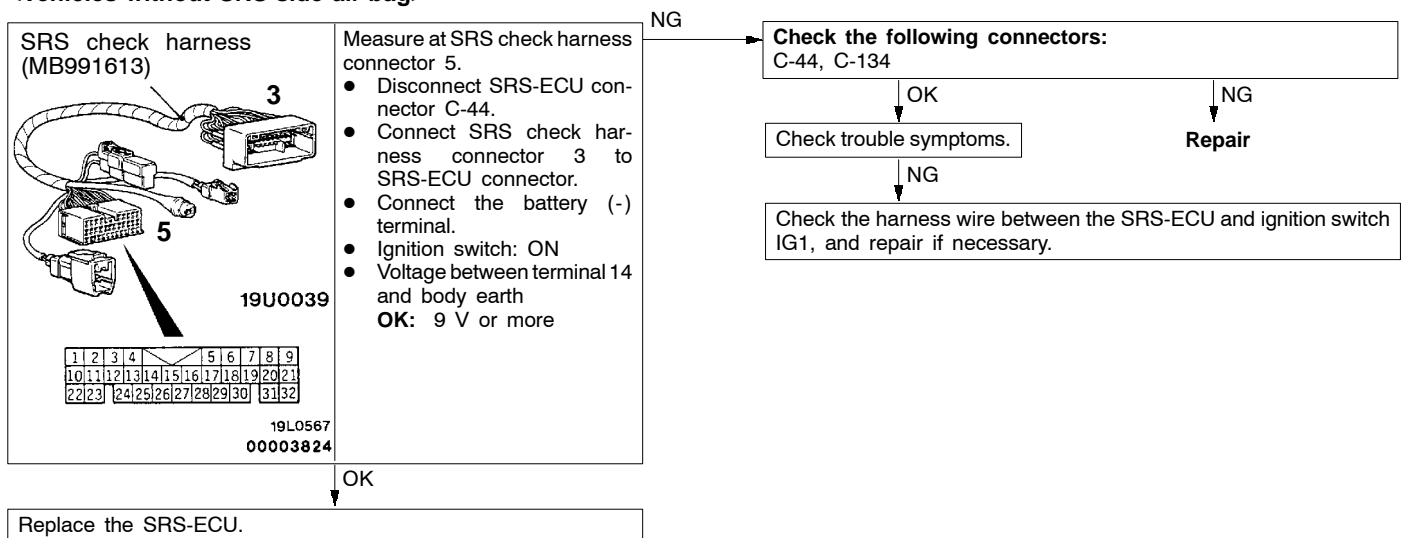 <Vehicles without SRS side air bag>
SRS check harness
(MB991613)
3
5
19U0039
1 2 3 4 5 6 7 8 9
10 11 12 13 14 15 16 17 18 19 20 21
22 23 24 25 26 27 28 29 30 31 32
19L0567
00003824
Measure at SRS check harness
connector 5.
● Disconnect SRS-ECU con-
nector C-44.
● Connect SRS check har-
ness connector 3 to
SRS-ECU connector.
● Connect the battery (-)
terminal.
● Ignition switch: ON
● Voltage between terminal 14
and body earth
OK: 9 V or more
NG
Check the following connectors:
C-44, C-134
OK
NG
Check trouble symptoms.
Repair
NG
Check the harness wire between the SRS-ECU and ignition switch
IG1, and repair if necessary.
OK
Replace the SRS-ECU.